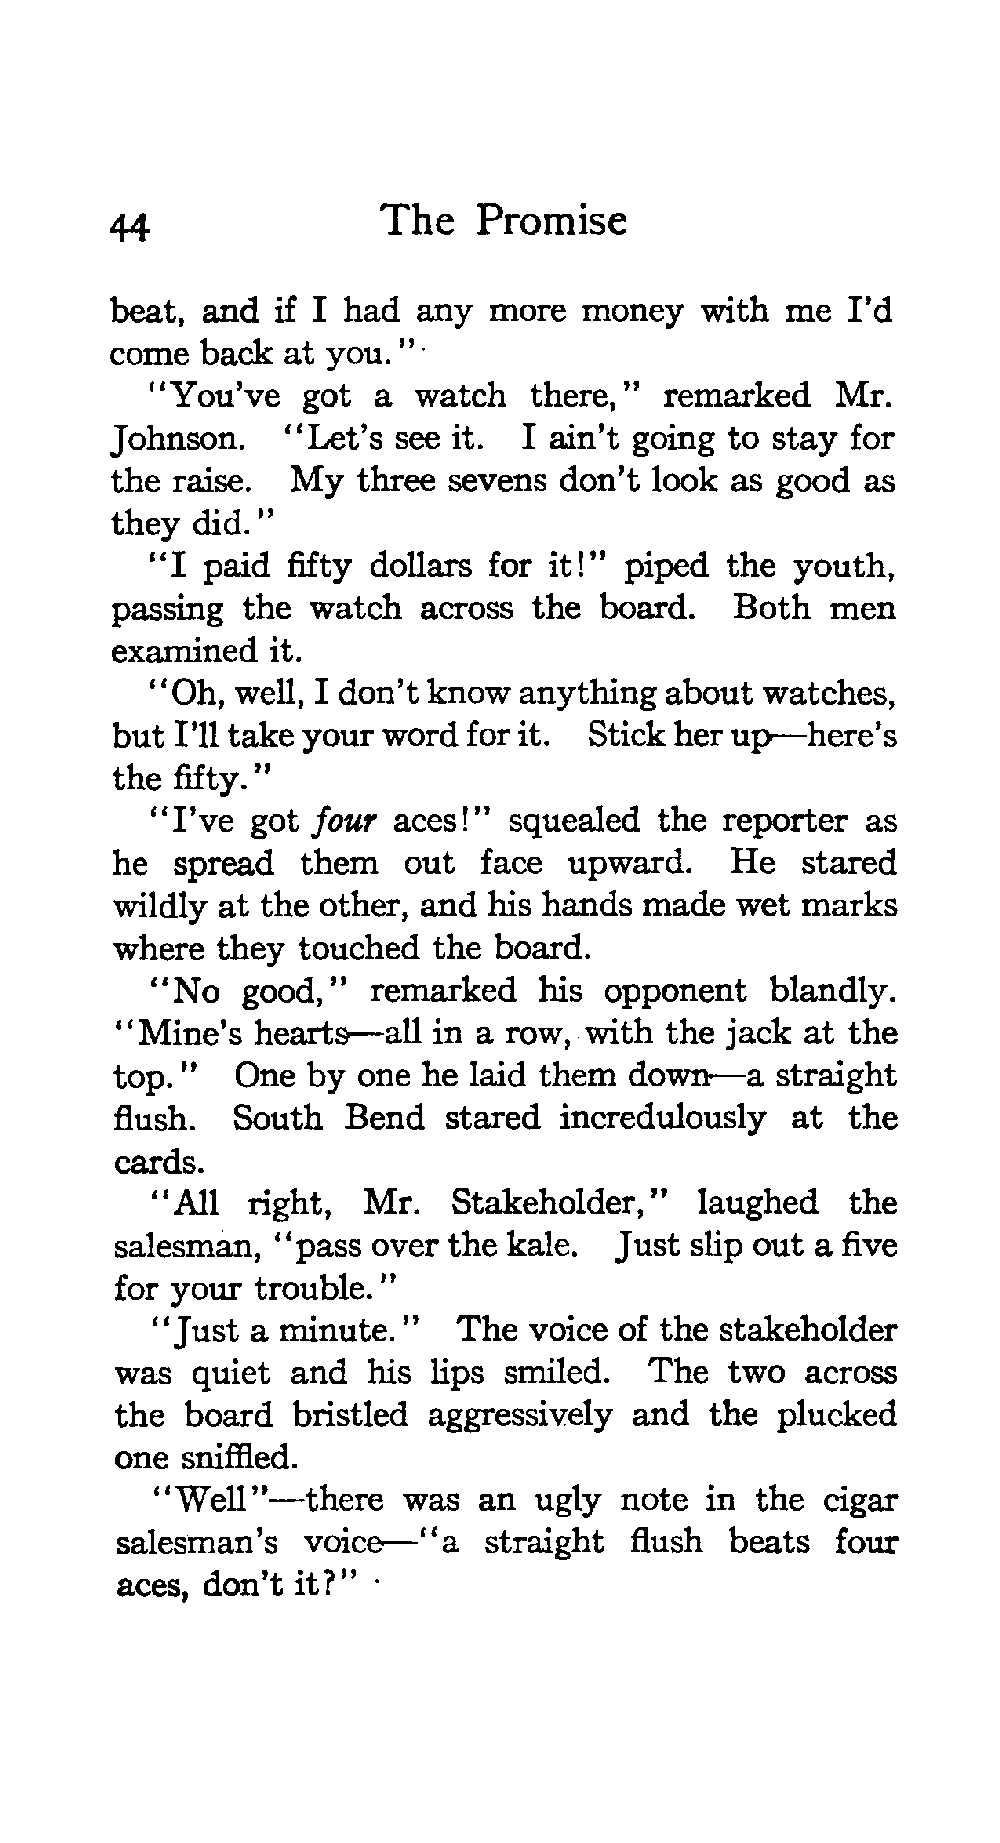 44 The Promise
beat, and if I had any more money with me I'd
come back at you."
"You've got a watch there," remarked Mr.
Johnson. "Let's see it. I ain't going to stay for
the raise. My three sevens don't look as good as
they did."
"I paid fifty dollars for it!" piped the youth,
passing the watch across the board. Both men
examined it.
"Oh, well, I don't know anything about watches,
but I'll take your word for it. Stick her up—here's
the fifty."
"I've got four aces!" squealed the reporter as
he spread them out face upward. He stared
wildly at the other, and his hands made wet marks
where they touched the board.
"No good," remarked his opponent blandly.
"Mine's hearts—all in a row, with the jack at the
top." One by one he laid them down—a straight
flush. South Bend stared incredulously at the
cards.
"All right, Mr. Stakeholder," laughed the
salesman, "pass over the kale. Just slip out a five
for your trouble."
"Just a minute." The voice of the stakeholder
was quiet and his lips smiled. The two across
the board bristled aggressively and the plucked
one sniffled.
"Well"—there was an ugly note in the cigar
salesman's voice—"a straight flush beats four
aces, don't it?"